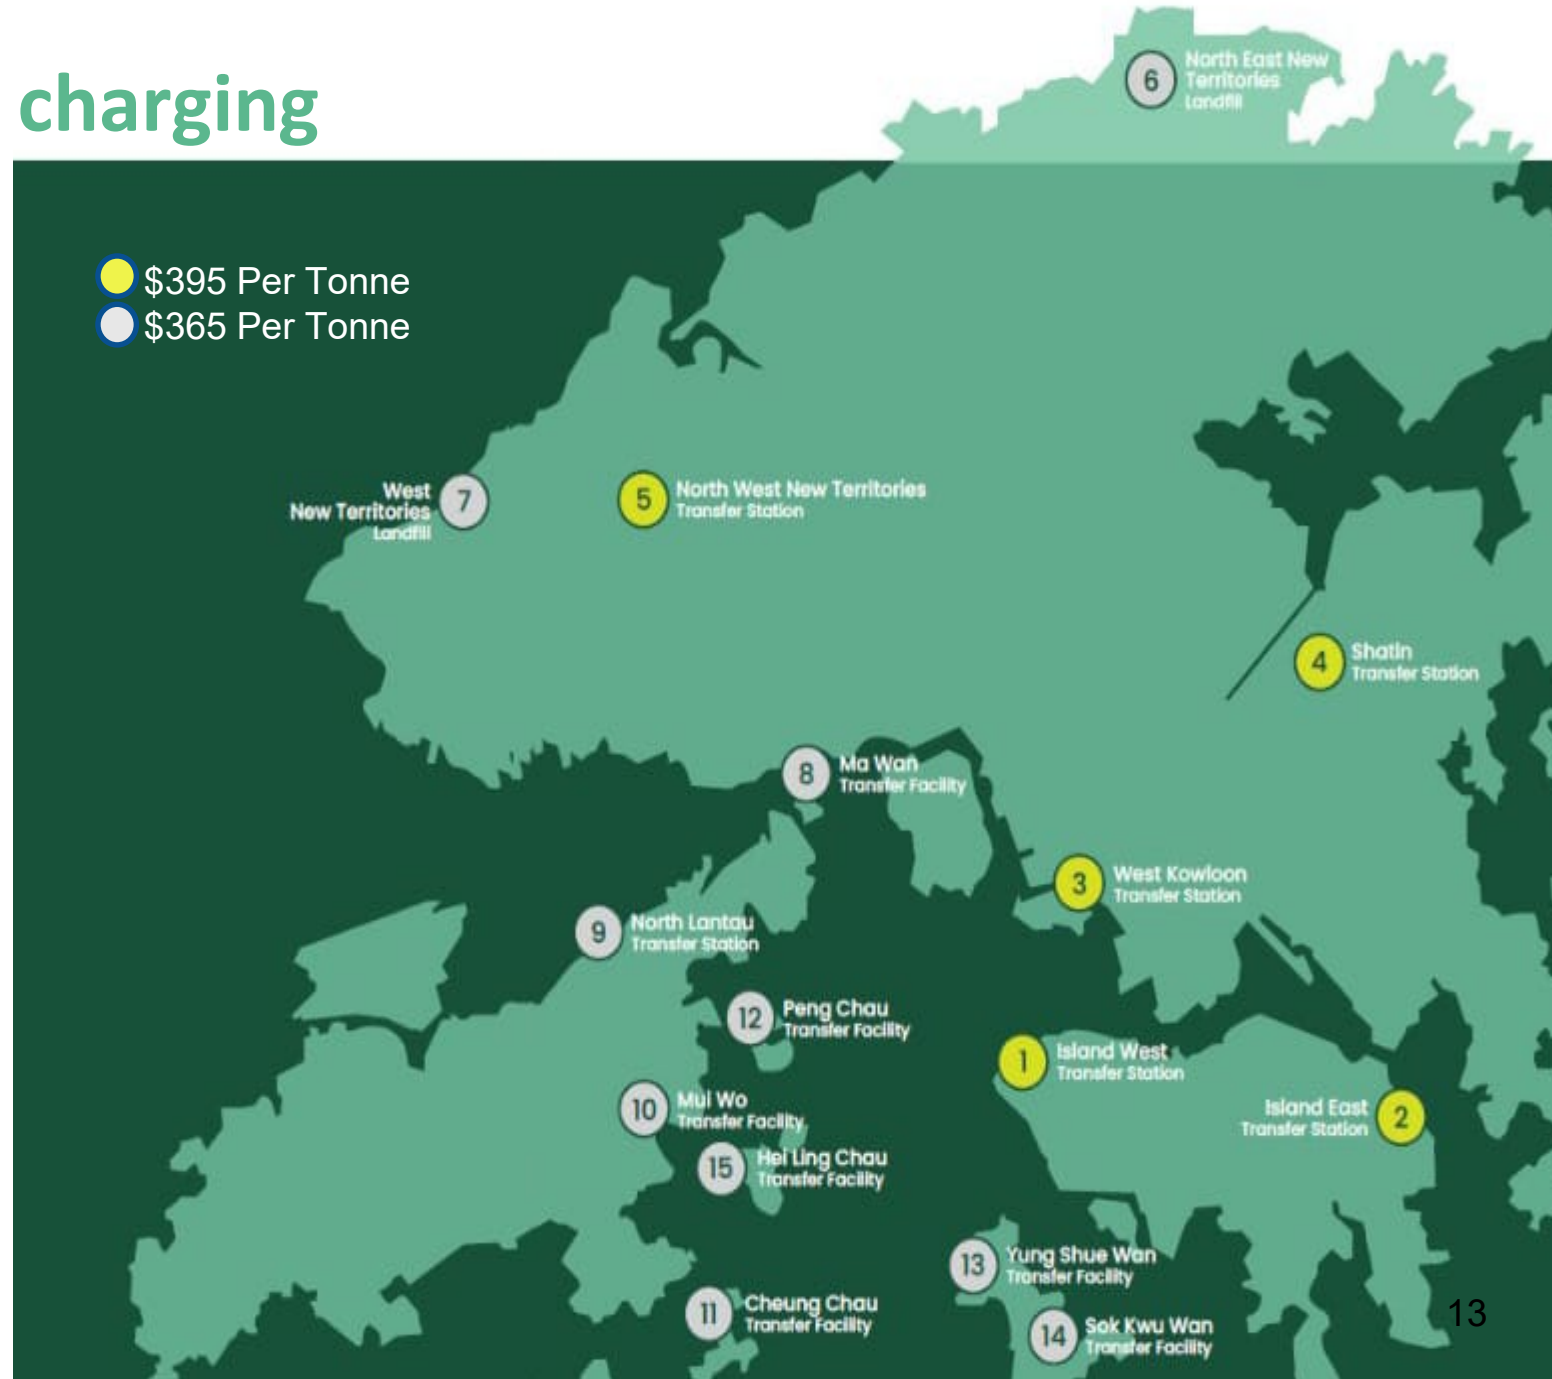 charging
6
North East New
Territories
Landfill
$395 Per Tonne
$365 Per Tonne
West
New Territories
Landfill
7
5
North West New Territories
Transfer Station
4
Shatin
Transfer Station
8
Ma Wan
Transfer Facility
3
West Kowloon
Transfer Station
9
North Lantau
Transfer Station
12
Peng Chau
Transfer Facility
1
Island West
Transfer Station
10
Mui Wo
Transfer Facility
Island East
Transfer Station
2
15
Hei Ling Chau
Transfer Facility
13
Yung Shue Wan
Transfer Facility
11
Cheung Chau
Transfer Facility
14
Sok Kwu Wan
Transfer Facility
13